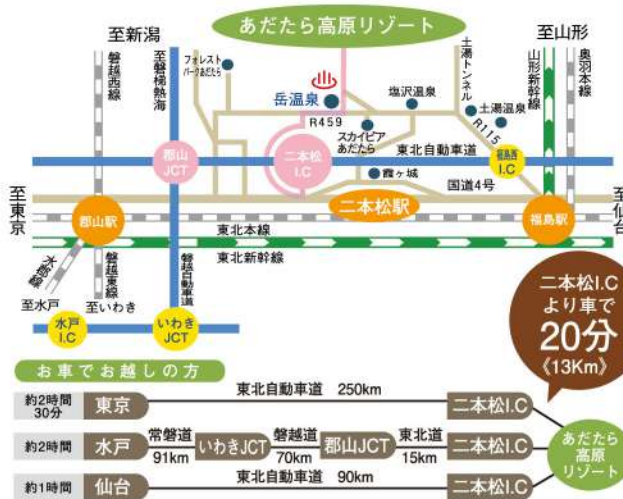 あだたら高原リゾート
至新潟
至山形
磐越西線
至磐梯熱海
フォレスト
パークあだたら
岳温泉
R459
スカイピア
あだたら
塩沢温泉
土湯トンネル
土湯温泉
R115
山形新幹線
奥羽本線
郡山
JCT
二本松
I.C
東北自動車道
福島西
I.C
霞ヶ城
国道4号
至東京
至仙台
郡山駅
二本松駅
福島駅
東北本線
東北新幹線
水郡線
磐越東線
磐越自動車道
至水戸
至いわき
水戸
I.C
いわき
JCT
二本松I.C
より車で
20分
《13Km》
お車でお越しの方
約2時間
30分
東京
東北自動車道 250km
二本松I.C
約2時間
水戸
常磐道
91km
いわきJCT
磐越道
70km
郡山JCT
東北道
15km
二本松I.C
約1時間
仙台
東北自動車道 90km
二本松I.C
あだたら
高原
リゾート